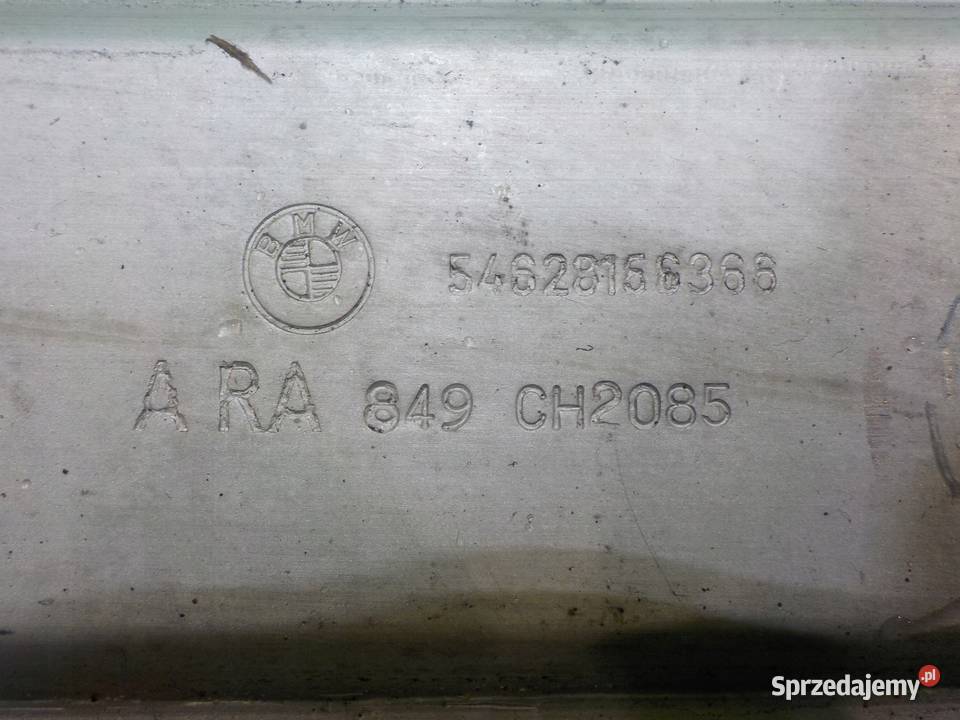 BMW 54628156366
A RA 849 CH2085
Sprzedajemy.pl